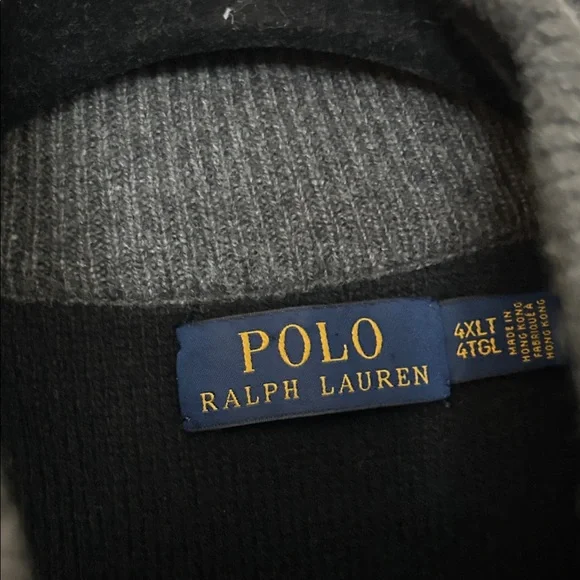 POLO
RALPH LAUREN
4XLT
4TGL
MADE IN
HONG KONG
FABRIQUÉ À
HONG KONG